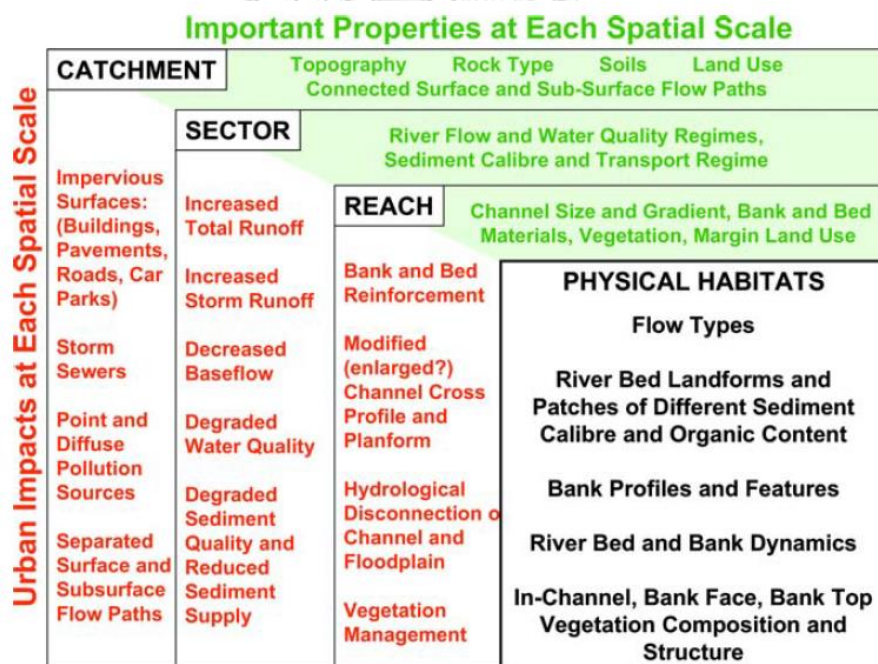 Important Properties at Each Spatial Scale
Urban Impacts at Each Spatial Scale
CATCHMENT
Topography Rock Type Soils Land Use
Connected Surface and Sub-Surface Flow Paths
Impervious
Surfaces:
(Buildings,
Pavements,
Roads, Car
Parks)
Storm
Sewers
Point and
Diffuse
Pollution
Sources
Separated
Surface and
Subsurface
Flow Paths
SECTOR
River Flow and Water Quality Regimes,
Sediment Calibre and Transport Regime
Increased
Total Runoff
Increased
Storm Runoff
Decreased
Baseflow
Degraded
Water Quality
Degraded
Sediment
Quality and
Reduced
Sediment
Supply
REACH
Channel Size and Gradient, Bank and Bed
Materials, Vegetation, Margin Land Use
Bank and Bed
Reinforcement
Modified
(enlarged?)
Channel Cross
Profile and
Planform
Hydrological
Disconnection o
Channel and
Floodplain
Vegetation
Management
PHYSICAL HABITATS
Flow Types
River Bed Landforms and
Patches of Different Sediment
Calibre and Organic Content
Bank Profiles and Features
River Bed and Bank Dynamics
In-Channel, Bank Face, Bank Top
Vegetation Composition and
Structure